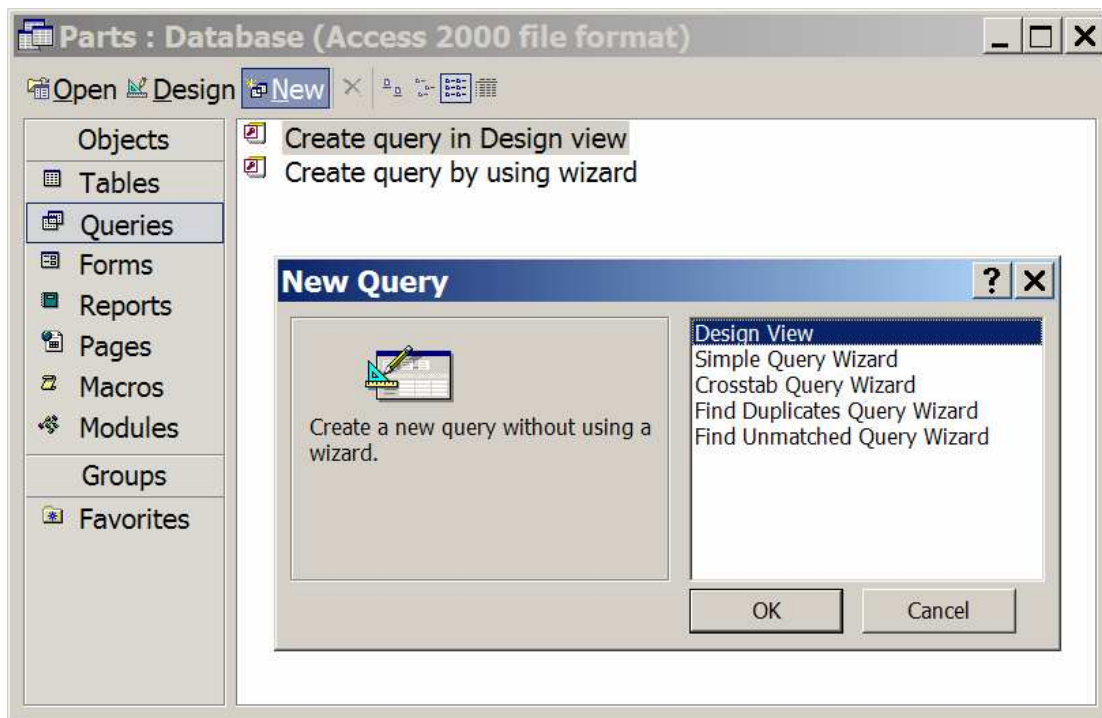 Parts : Database (Access 2000 file format)
Open Design New
Objects
Tables
Queries
Forms
Reports
Pages
Macros
Modules
Groups
Favorites
Create query in Design view
Create query by using wizard
New Query
Create a new query without using a
wizard.
Design View
Simple Query Wizard
Crosstab Query Wizard
Find Duplicates Query Wizard
Find Unmatched Query Wizard
OK Cancel